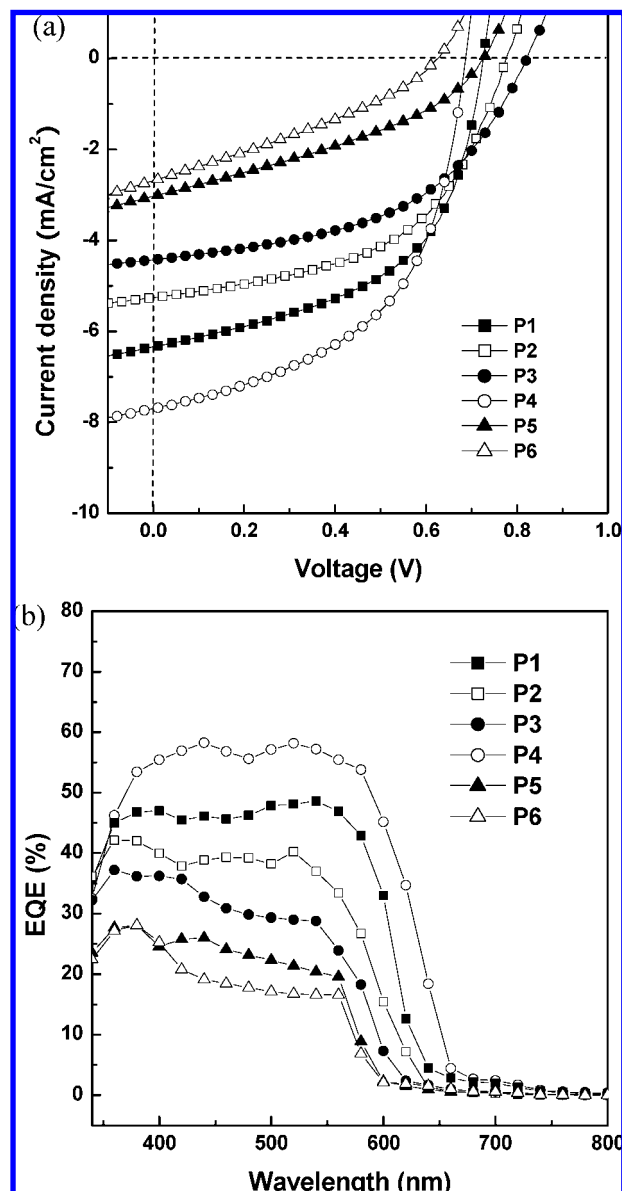 (a)
0
-2
-4
-6
-8
-10
Current density (mA/cm²)
P1
P2
P3
P4
P5
P6
0.0 0.2 0.4 0.6 0.8 1.0
Voltage (V)
(b)
80
70
60
50
40
30
20
10
0
EQE (%)
P1
P2
P3
P4
P5
P6
400 500 600 700 800
Wavelength (nm)